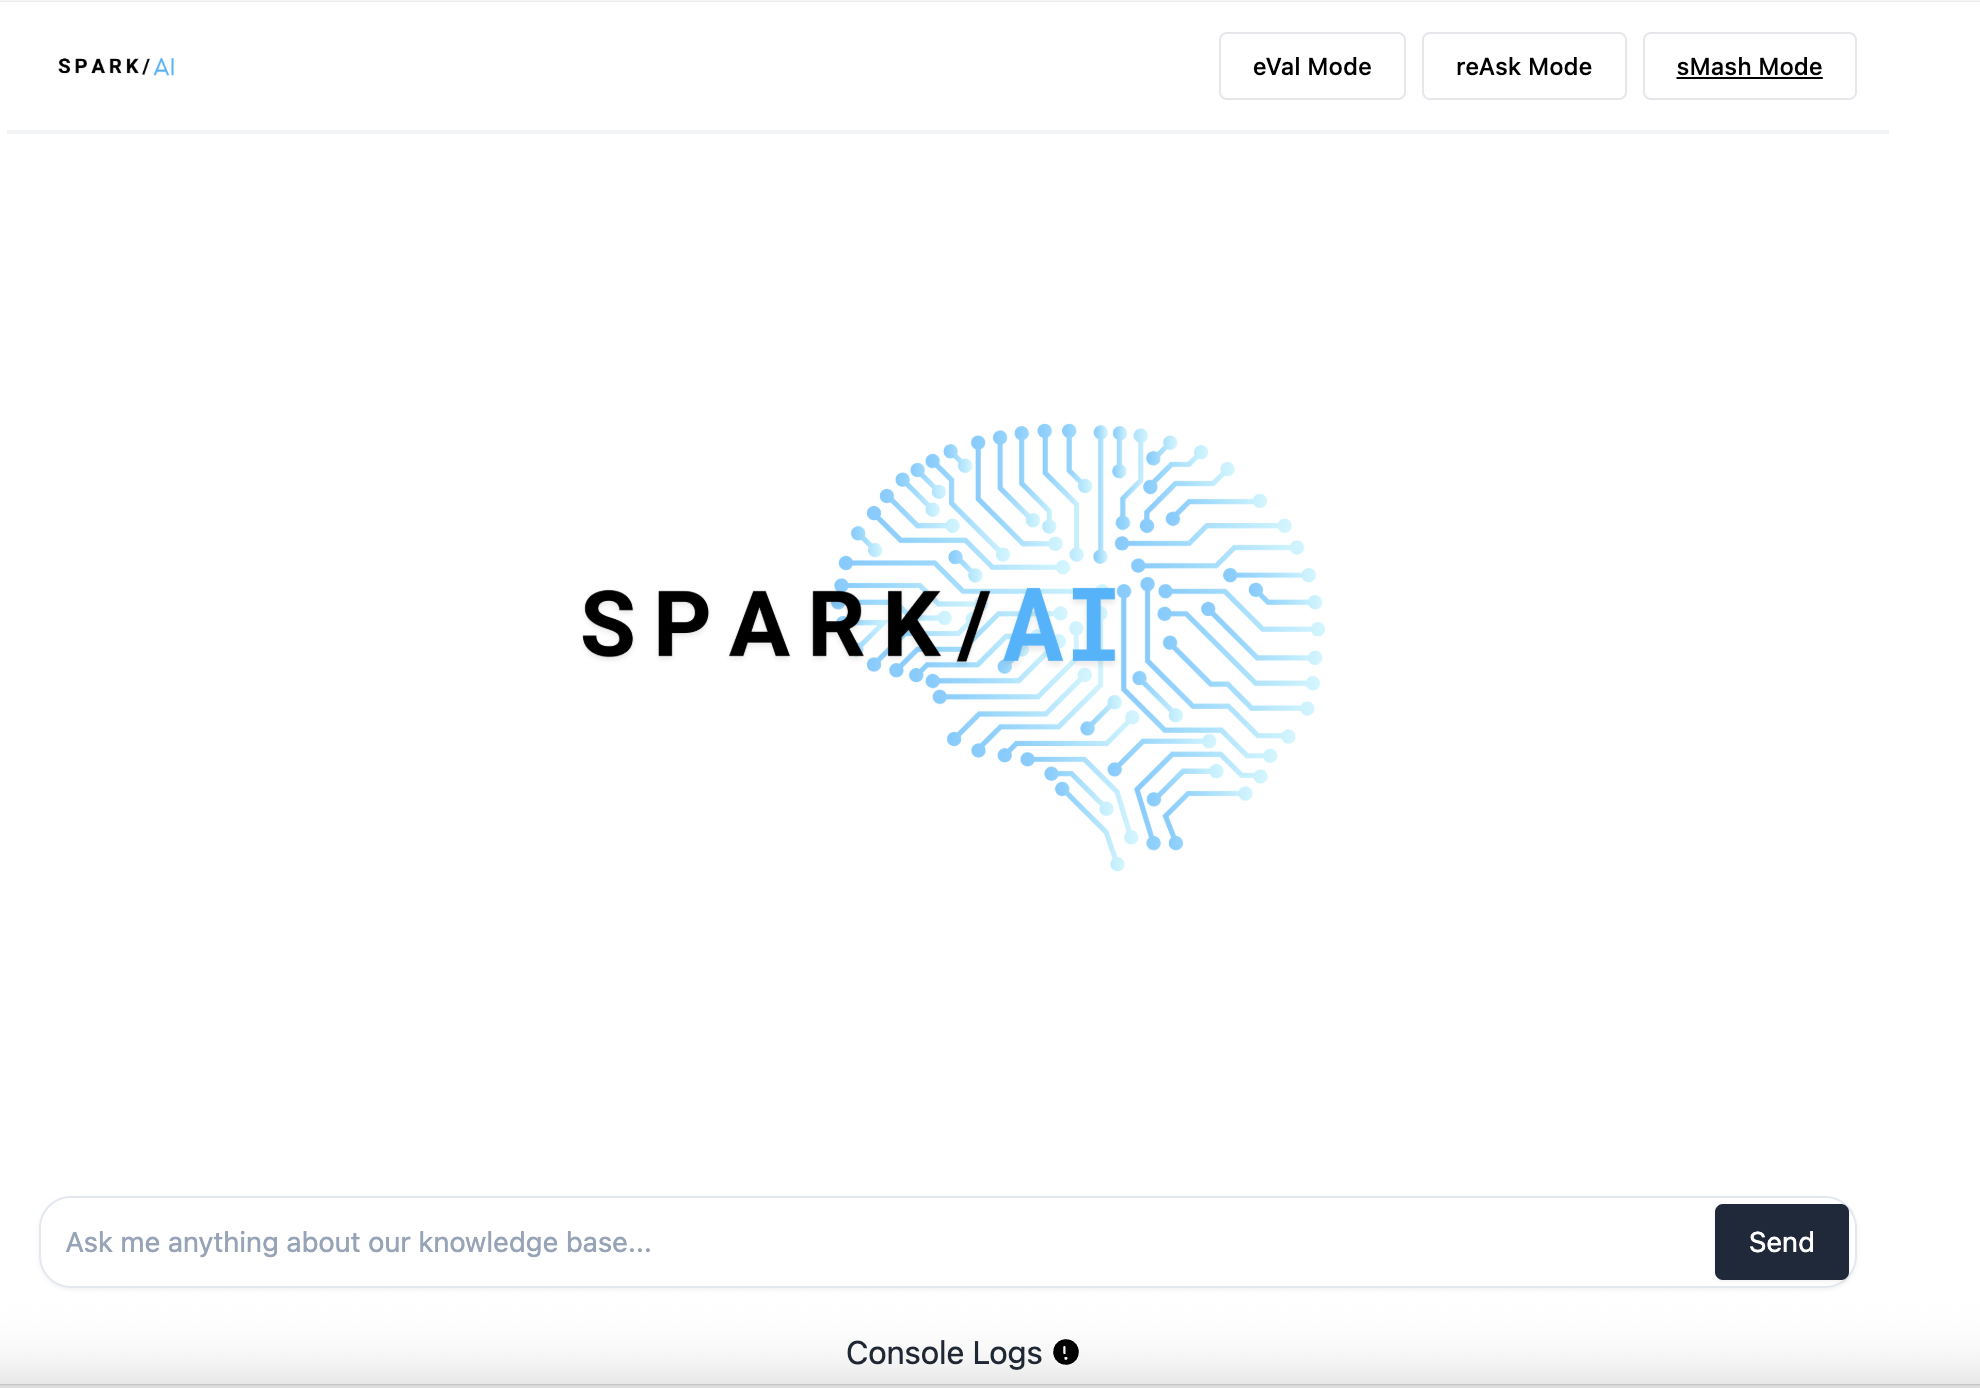 SPARK/AI
eVal Mode
reAsk Mode
sMash Mode
SPARK/AI
Ask me anything about our knowledge base...
Send
Console Logs